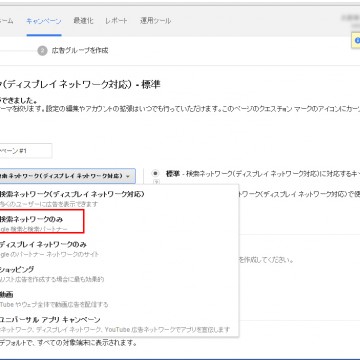 ホーム キャンペーン 最適化 レポート 運用ツール
2 広告グループを作成
ク(ディスプレイ ネットワーク対応) - 標準
できました。
ーマを絞ります。設定の編集やアカウントの拡張はいつでも行っていただけます。このページのクエスチョン マークのアイコンにカーソ
ペーン #1
検索ネットワーク(ディスプレイ ネットワーク対応)
標準 - 検索ネットワーク(ディスプレイ ネットワーク対応)に対応するキー
検索ネットワーク(ディスプレイ ネットワーク対応)
多くのユーザーに広告を表示できます
検索ネットワークのみ
gle 検索と検索パートナー
を作成してください。
ディスプレイ ネットワークのみ
gle のパートナー ネットワークのサイト
ショッピング
リスト広告を作成する場合に最も効果的
動画
Tube やウェブ全体で動画広告を配信する
ユニバーサル アプリ キャンペーン
ネットワーク、ディスプレイ ネットワーク、YouTube 広告ネットワークでアプリを宣伝します
デフォルトで、すべての対象端末に表示されます。